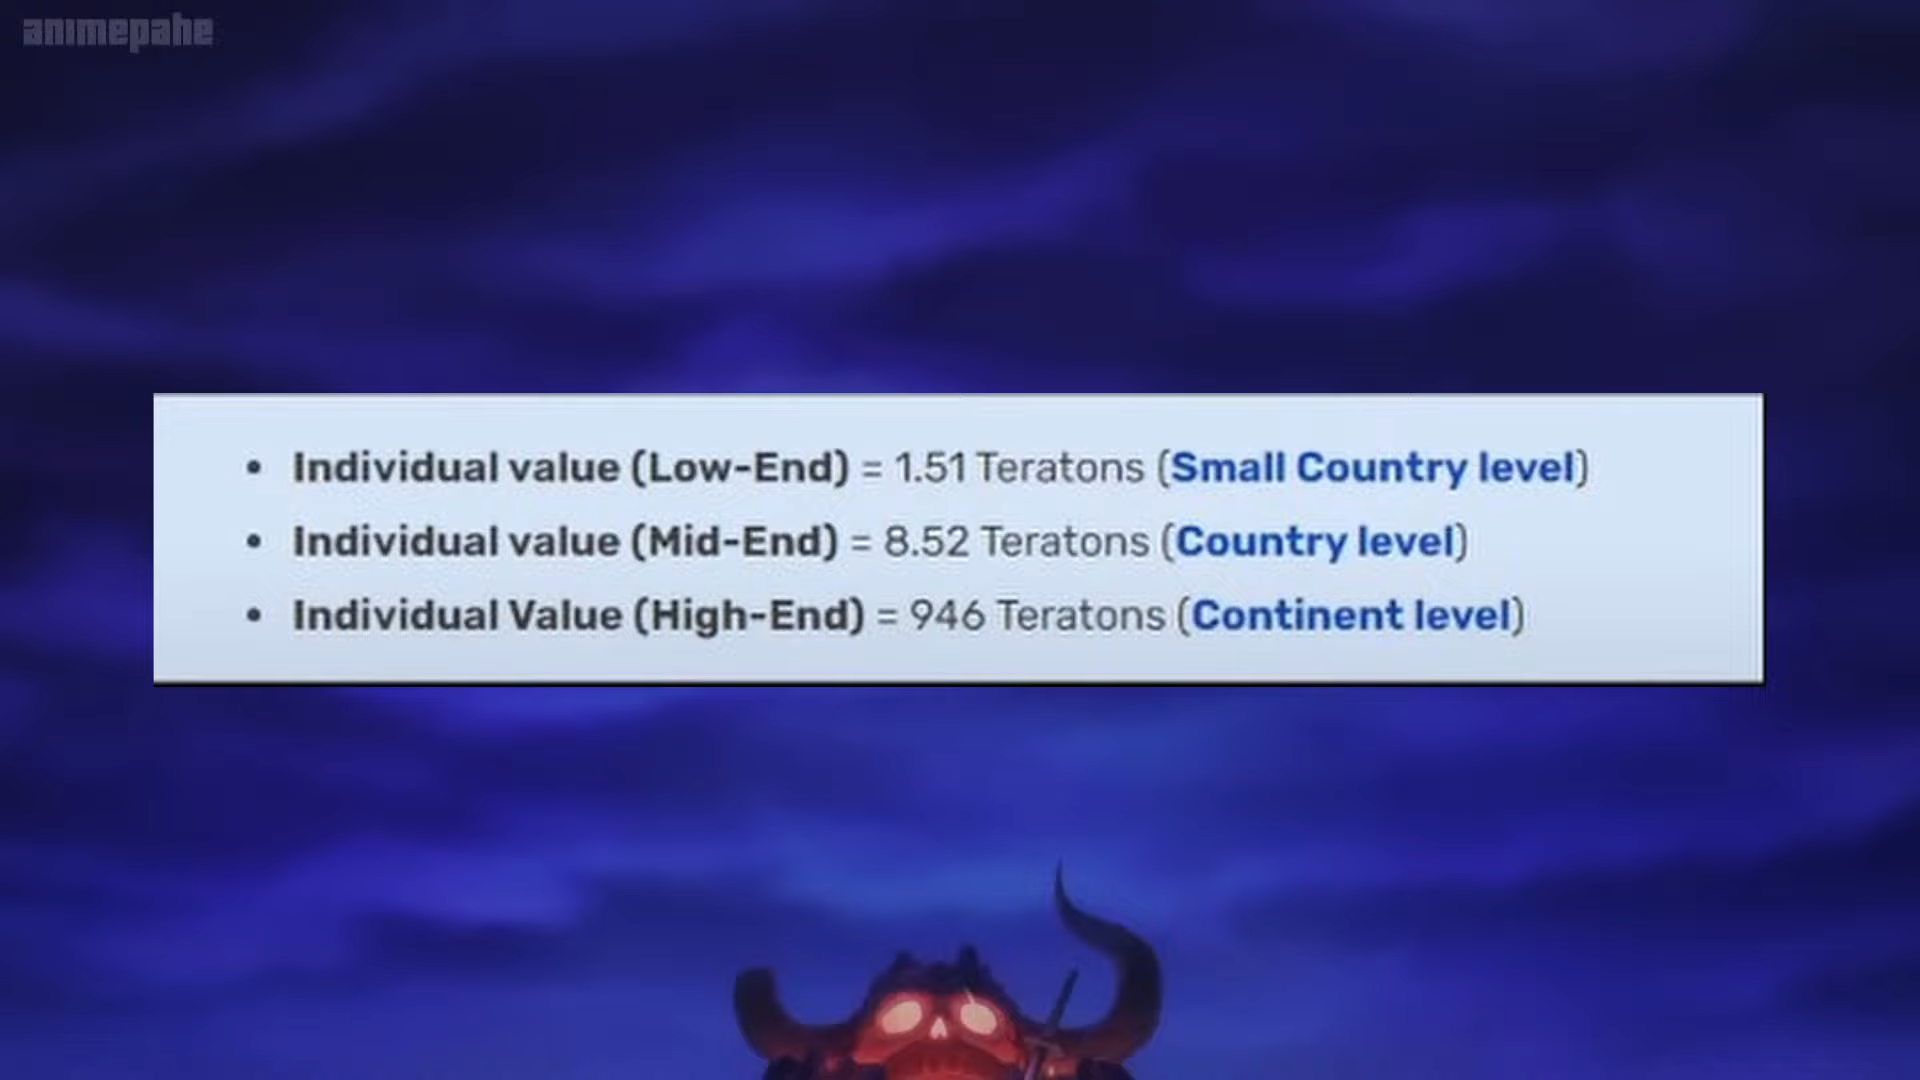 animepahe
• Individual value (Low-End) = 1.51 Teratons (Small Country level)
• Individual value (Mid-End) = 8.52 Teratons (Country level)
• Individual Value (High-End) = 946 Teratons (Continent level)